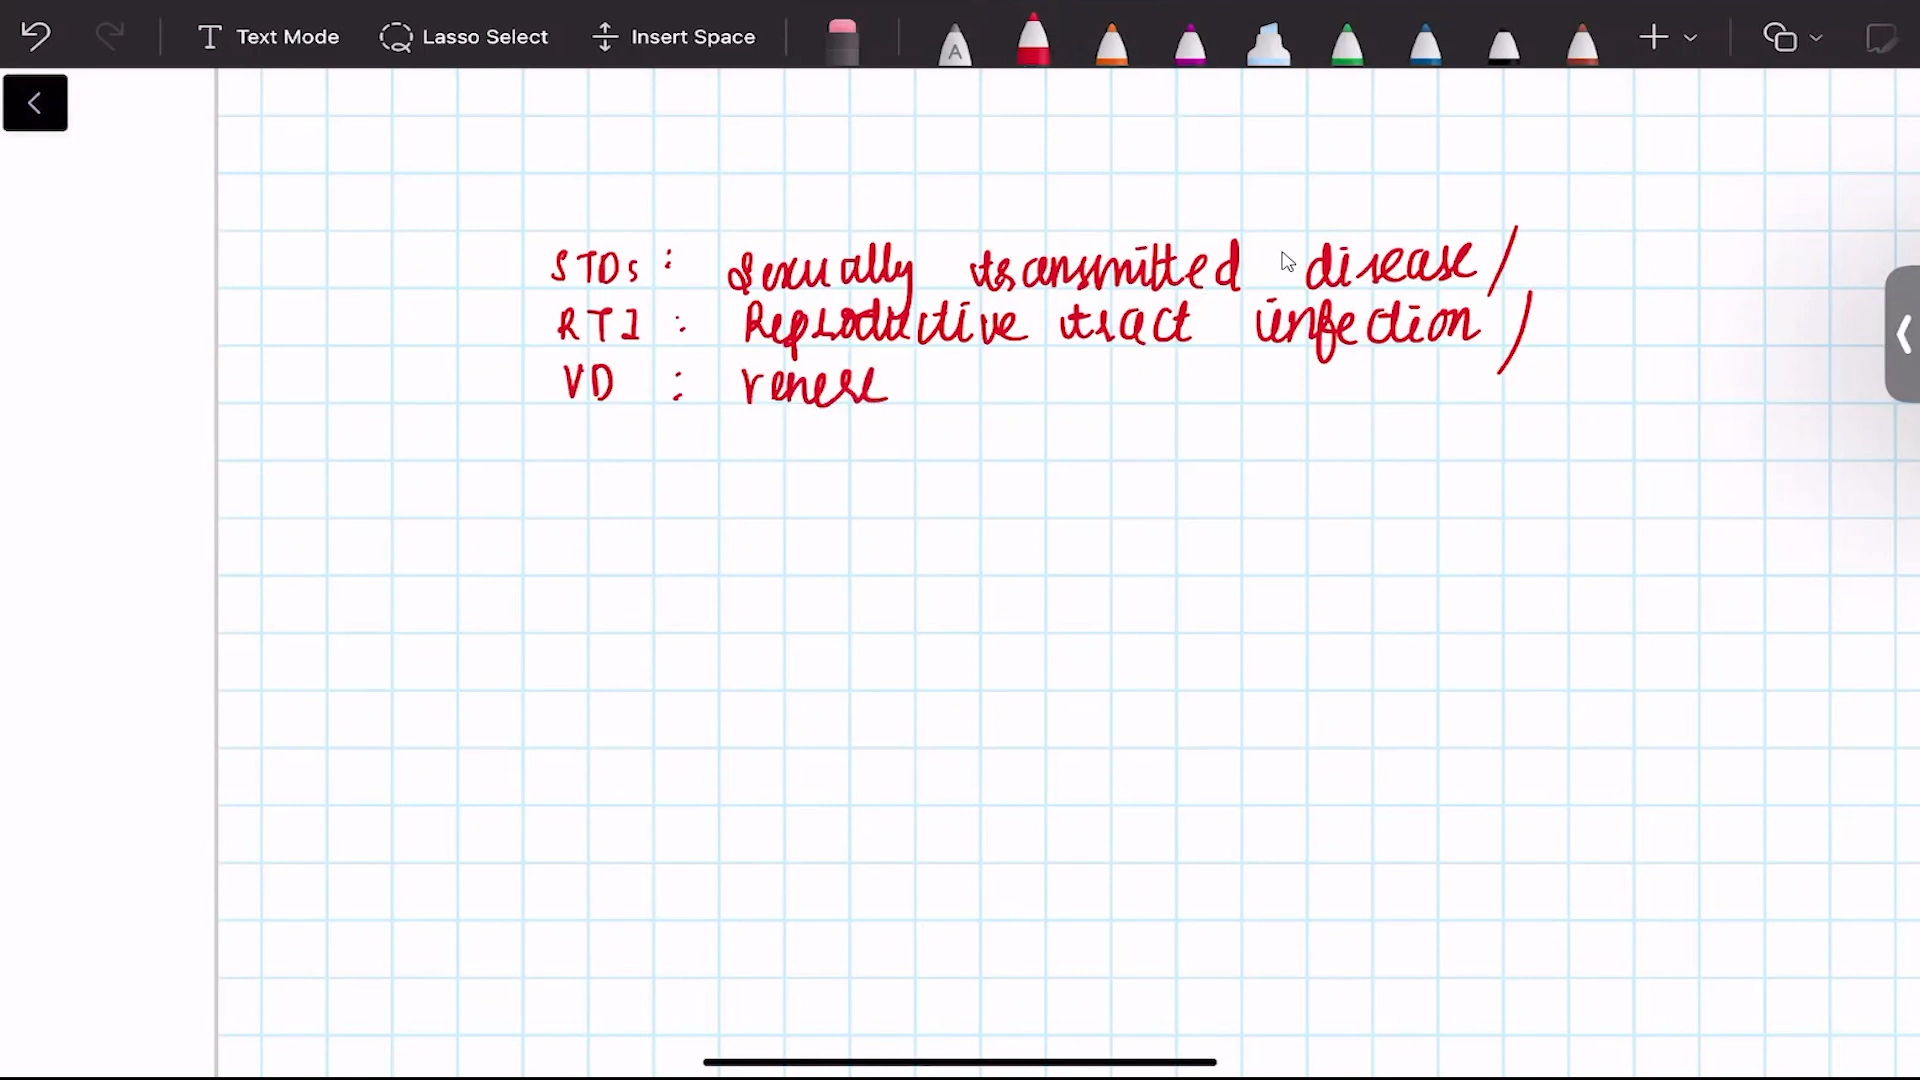 Text Mode Lasso Select Insert Space
STDs : Sexually transmitted disease/
RTI : Reproductive tract infection/
VD : venere